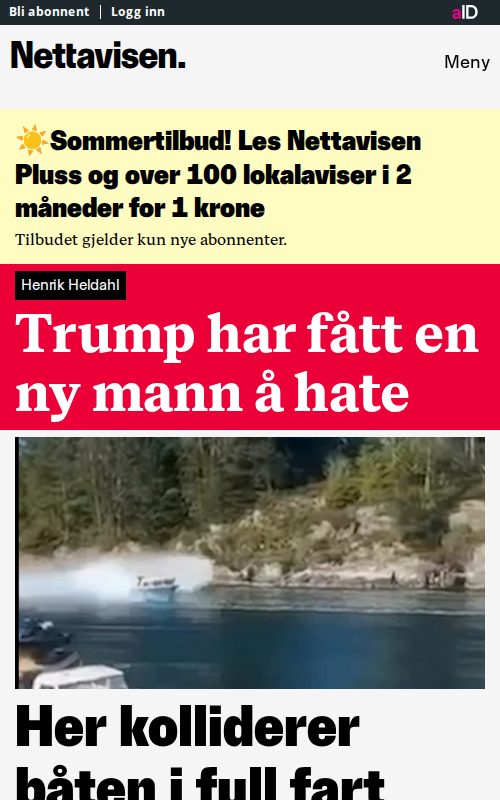 Bli abonnent
Logg inn
aID
Nettavisen.
Meny
Sommertilbud! Les Nettavisen
Pluss og over 100 lokalaviser i 2
måneder for 1 krone
Tilbudet gjelder kun nye abonnenter.
Henrik Heldahl
Trump har fått en
ny mann å hate
Her kolliderer
båten i full fart